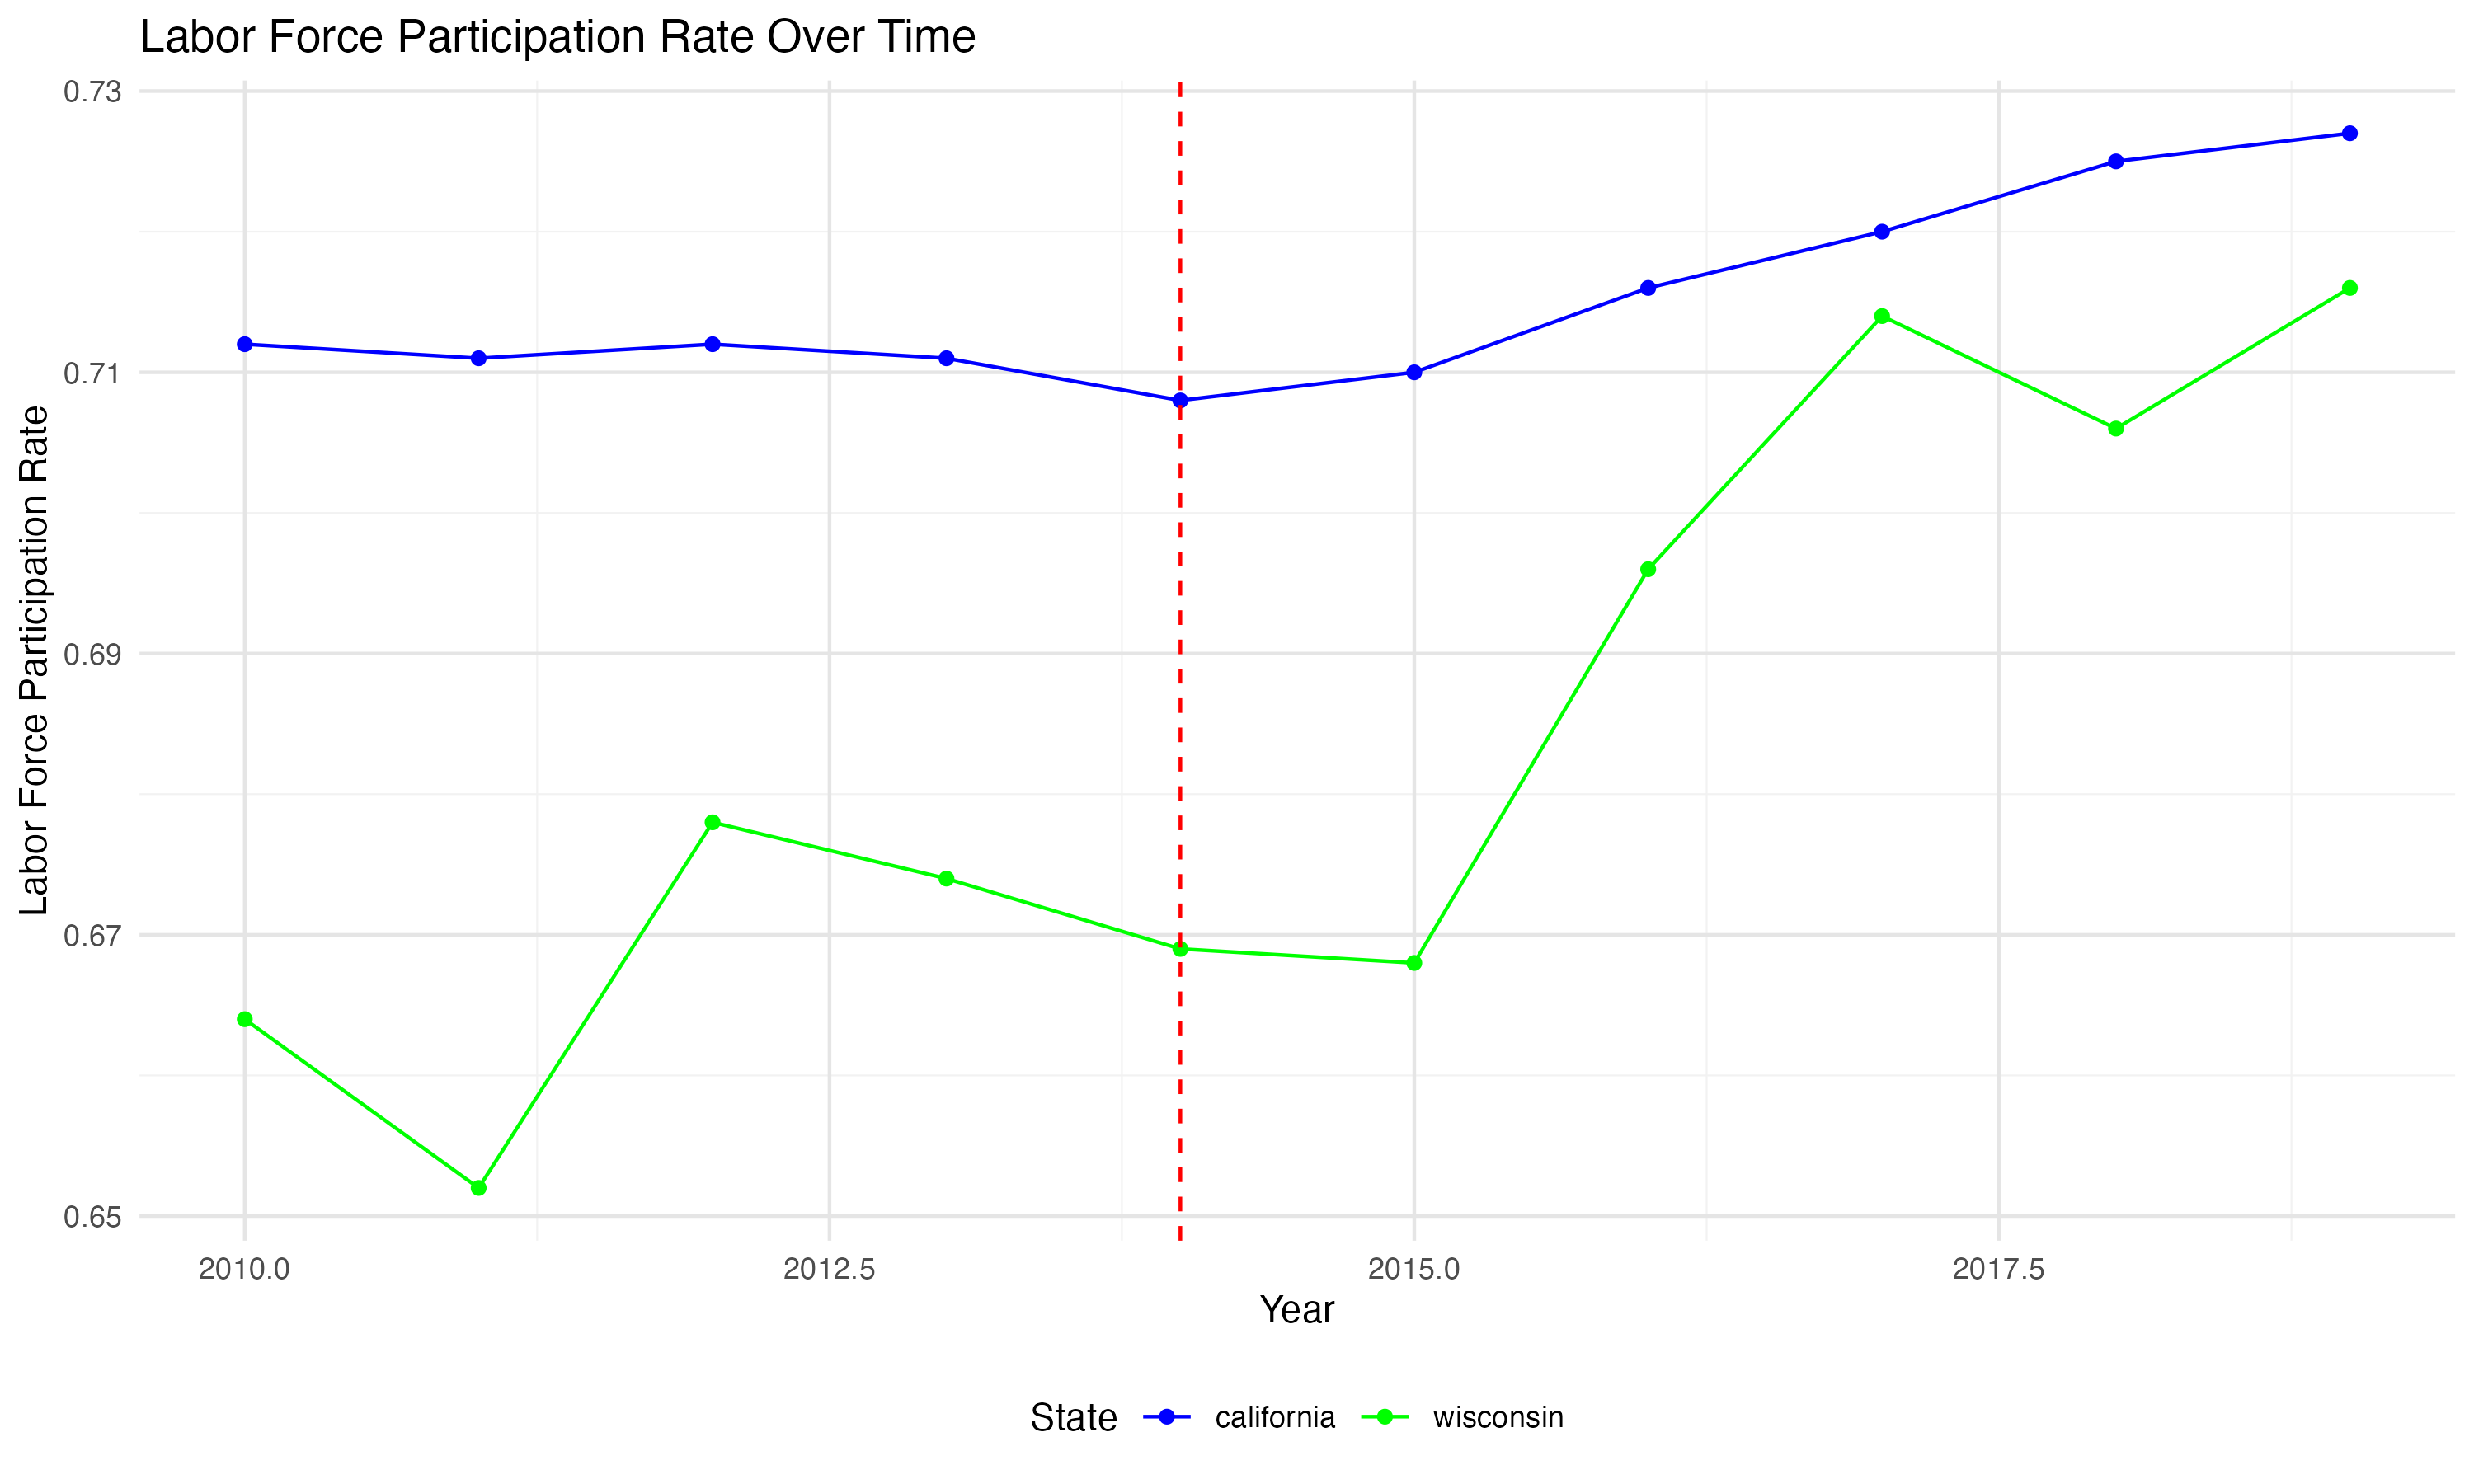 Labor Force Participation Rate Over Time
Labor Force Participation Rate
0.73
0.71
0.69
0.67
0.65
2010.0 2012.5 2015.0 2017.5
Year
State california wisconsin